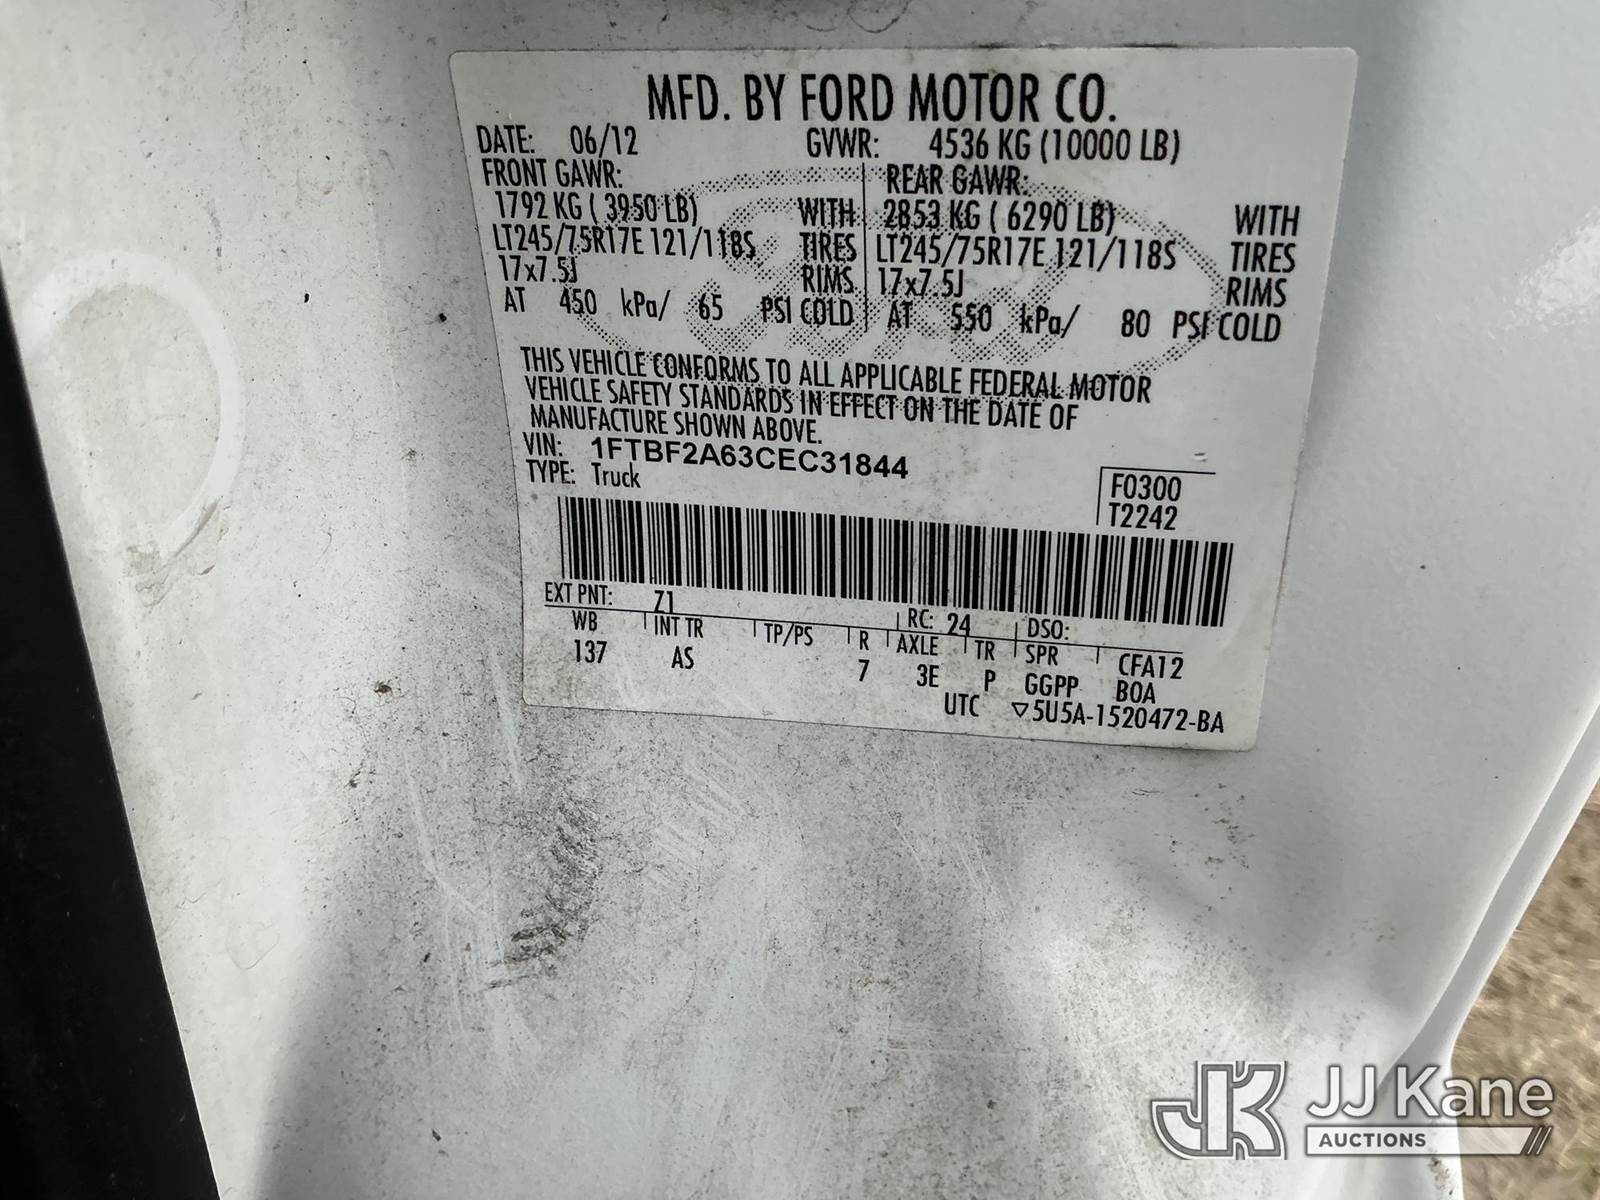 MFD. BY FORD MOTOR CO.
DATE: 06/12 GVWR: 4536 KG (10000 LB)
FRONT GAWR: REAR GAWR:
1792 KG ( 3950 LB) WITH 2853 KG ( 6290 LB) WITH
LT245/75R17E 121/118S TIRES LT245/75R17E 121/118S TIRES
17x7.5J RIMS 17x7.5J RIMS
AT 450 kPa/ 65 PSI COLD AT 550 kPa/ 80 PSI COLD
THIS VEHICLE CONFORMS TO ALL APPLICABLE FEDERAL MOTOR
VEHICLE SAFETY STANDARDS IN EFFECT ON THE DATE OF
MANUFACTURE SHOWN ABOVE.
VIN: 1FTBF2A63CEC31844
TYPE: Truck
F0300
T2242
EXT PNT: Z1 RC: 24 DSO:
WB INT TR TP/PS R AXLE TR SPR CFA12
137 AS 7 3E P GGPP BOA
UTC ▽5U5A-1520472-BA
JK JJ Kane
AUCTIONS